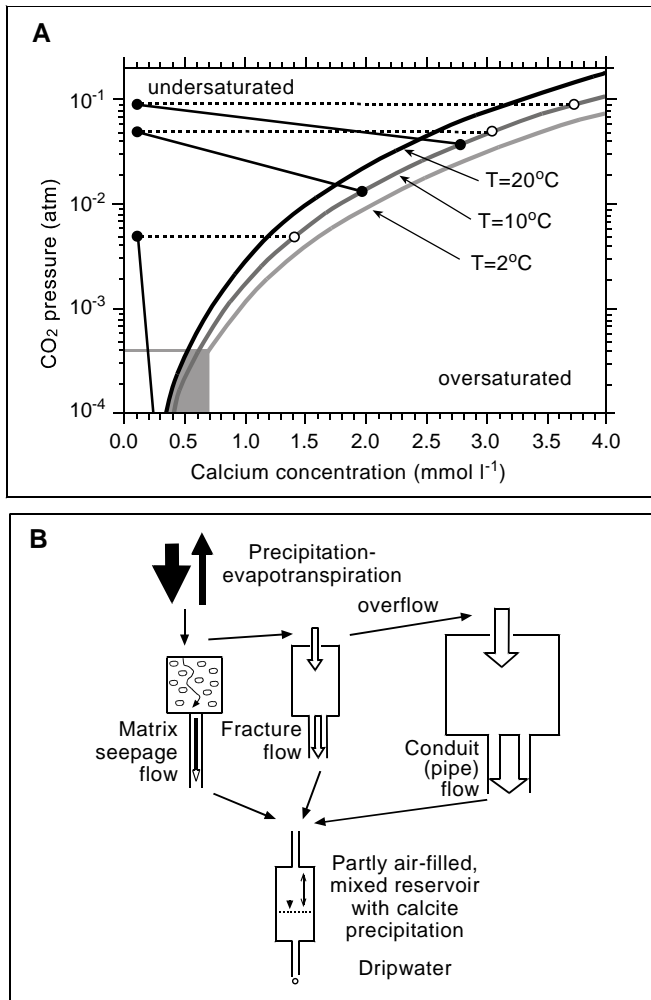 A
undersaturated
10⁻¹
10⁻²
10⁻³
10⁻⁴
CO₂ pressure (atm)
T=20°C
T=10°C
T=2°C
oversaturated
0.0 0.5 1.0 1.5 2.0 2.5 3.0 3.5 4.0
Calcium concentration (mmol l⁻¹)
B
Precipitation-
evapotranspiration
overflow
Matrix
seepage
flow
Fracture
flow
Conduit
(pipe)
flow
Partly air-filled,
mixed reservoir
with calcite
precipitation
Dripwater